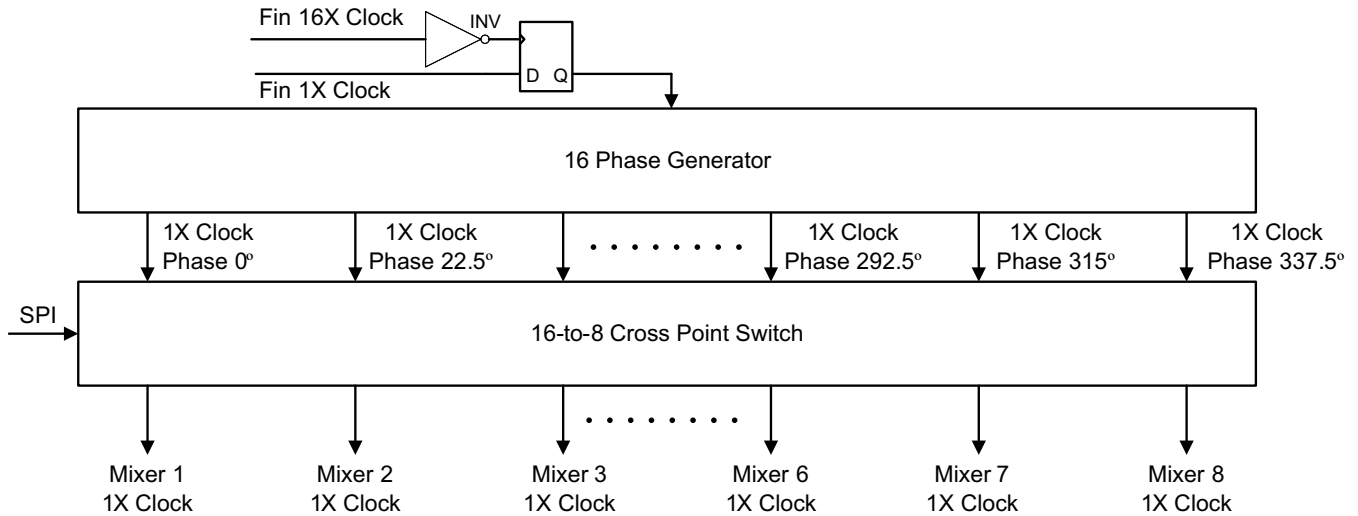 Fin 16X Clock
INV
D Q
Fin 1X Clock
16 Phase Generator
1X Clock
Phase 0º
1X Clock
Phase 22.5º
1X Clock
Phase 292.5º
1X Clock
Phase 315º
1X Clock
Phase 337.5º
SPI
16-to-8 Cross Point Switch
Mixer 1
1X Clock
Mixer 2
1X Clock
Mixer 3
1X Clock
Mixer 6
1X Clock
Mixer 7
1X Clock
Mixer 8
1X Clock